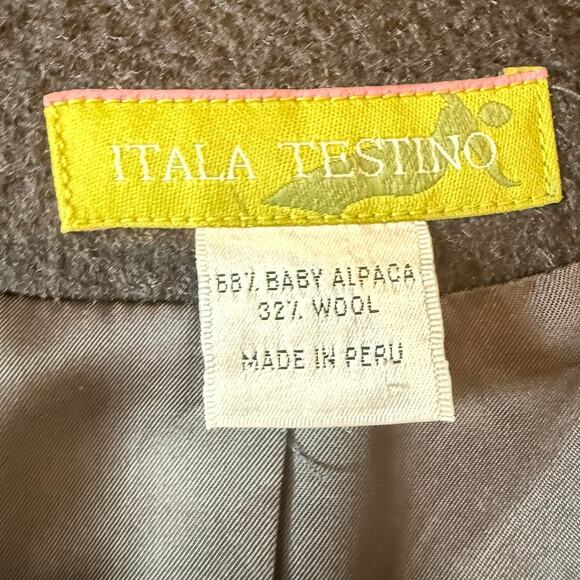 ITALA TESTINO
68% BABY ALPACA
32% WOOL
MADE IN PERU